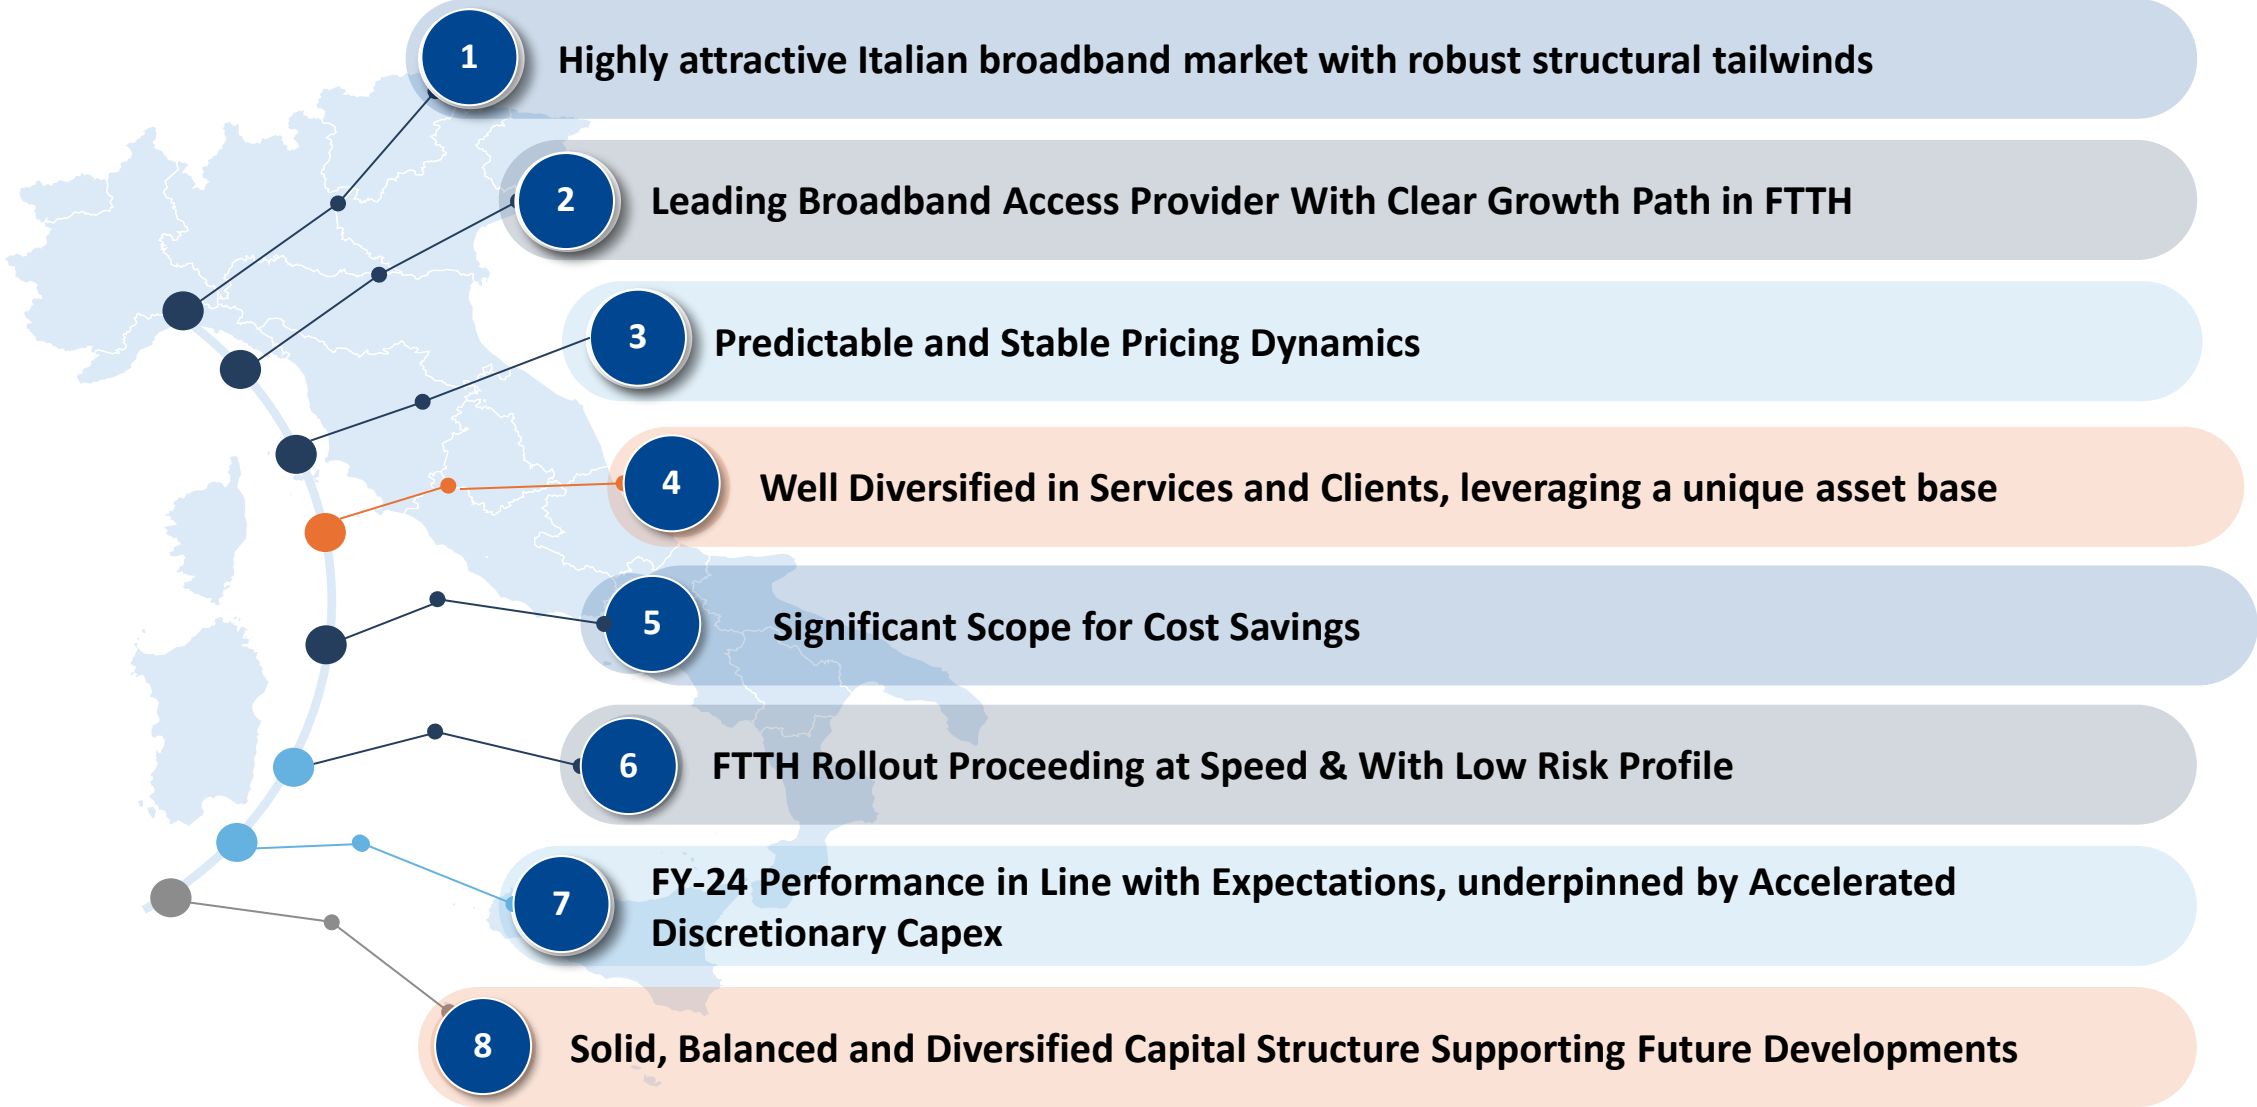 1
Highly attractive Italian broadband market with robust structural tailwinds
2
Leading Broadband Access Provider With Clear Growth Path in FTTH
3
Predictable and Stable Pricing Dynamics
4
Well Diversified in Services and Clients, leveraging a unique asset base
5
Significant Scope for Cost Savings
6
FTTH Rollout Proceeding at Speed & With Low Risk Profile
7
FY-24 Performance in Line with Expectations, underpinned by Accelerated
Discretionary Capex
8
Solid, Balanced and Diversified Capital Structure Supporting Future Developments